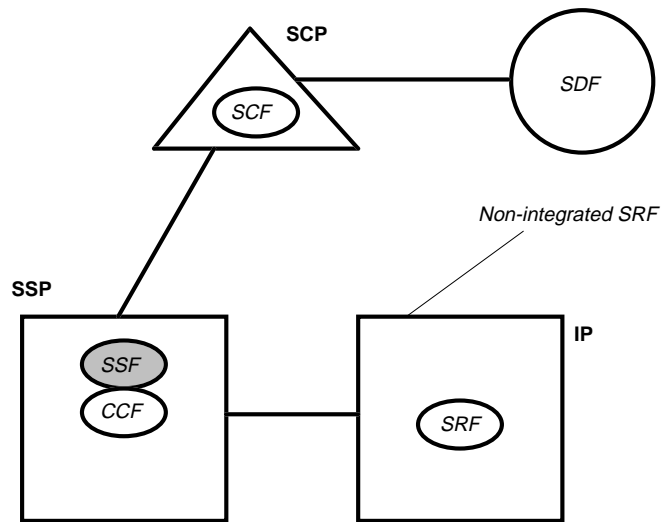 SCP
SCF
SDF
Non-integrated SRF
SSP
IP
SSF
CCF
SRF